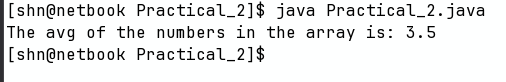 [shn@netbook Practical_2]$ java Practical_2.java
The avg of the numbers in the array is: 3.5
[shn@netbook Practical_2]$